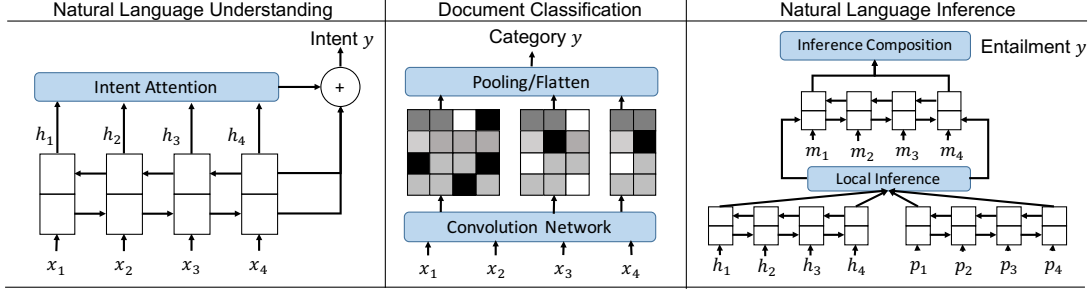 Natural Language Understanding
Intent y
Intent Attention
+
h₁ h₂ h₃ h₄
x₁ x₂ x₃ x₄
Document Classification
Category y
Pooling/Flatten
Convolution Network
x₁ x₂ x₃ x₄
Natural Language Inference
Inference Composition Entailment y
m₁ m₂ m₃ m₄
Local Inference
h₁ h₂ h₃ h₄ p₁ p₂ p₃ p₄